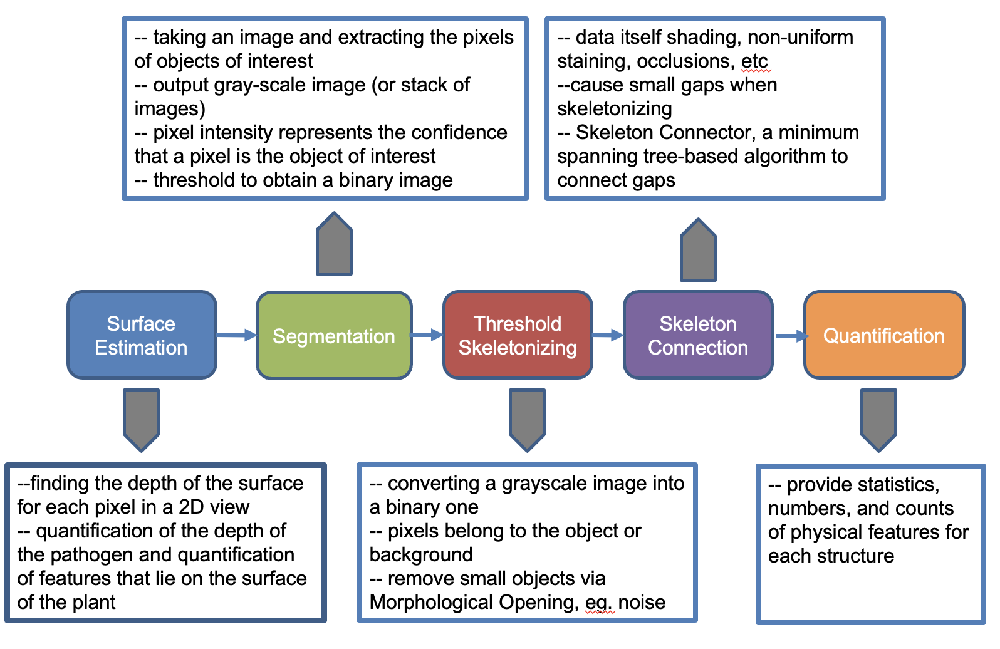 -- taking an image and extracting the pixels
of objects of interest
-- output gray-scale image (or stack of
images)
-- pixel intensity represents the confidence
that a pixel is the object of interest
-- threshold to obtain a binary image
-- data itself shading, non-uniform
staining, occlusions, etc
--cause small gaps when
skeletonizing
-- Skeleton Connector, a minimum
spanning tree-based algorithm to
connect gaps
Surface
Estimation
Segmentation
Threshold
Skeletonizing
Skeleton
Connection
Quantification
--finding the depth of the surface
for each pixel in a 2D view
-- quantification of the depth of
the pathogen and quantification
of features that lie on the surface
of the plant
-- converting a grayscale image into
a binary one
-- pixels belong to the object or
background
-- remove small objects via
Morphological Opening, eg. noise
-- provide statistics,
numbers, and counts
of physical features for
each structure